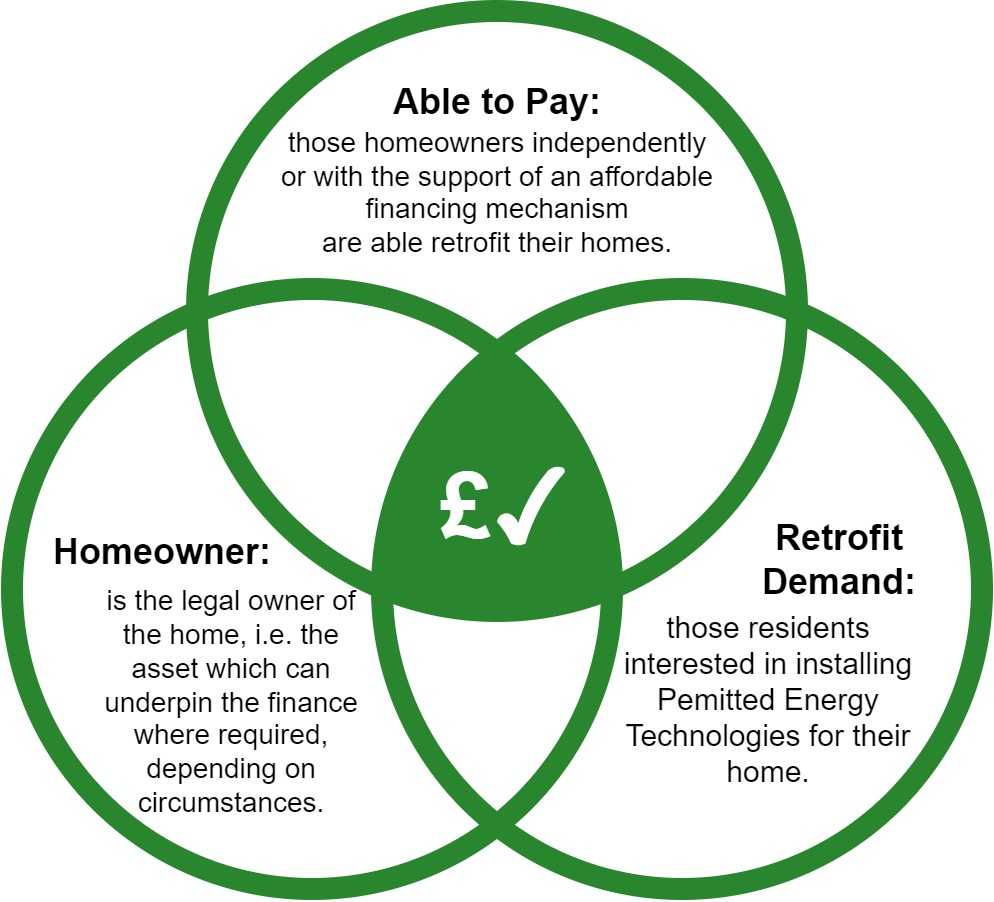 Able to Pay:
those homeowners independently
or with the support of an affordable
financing mechanism
are able retrofit their homes.
£✓
Homeowner:
is the legal owner of
the home, i.e. the
asset which can
underpin the finance
where required,
depending on
circumstances.
Retrofit
Demand:
those residents
interested in installing
Pemitted Energy
Technologies for their
home.